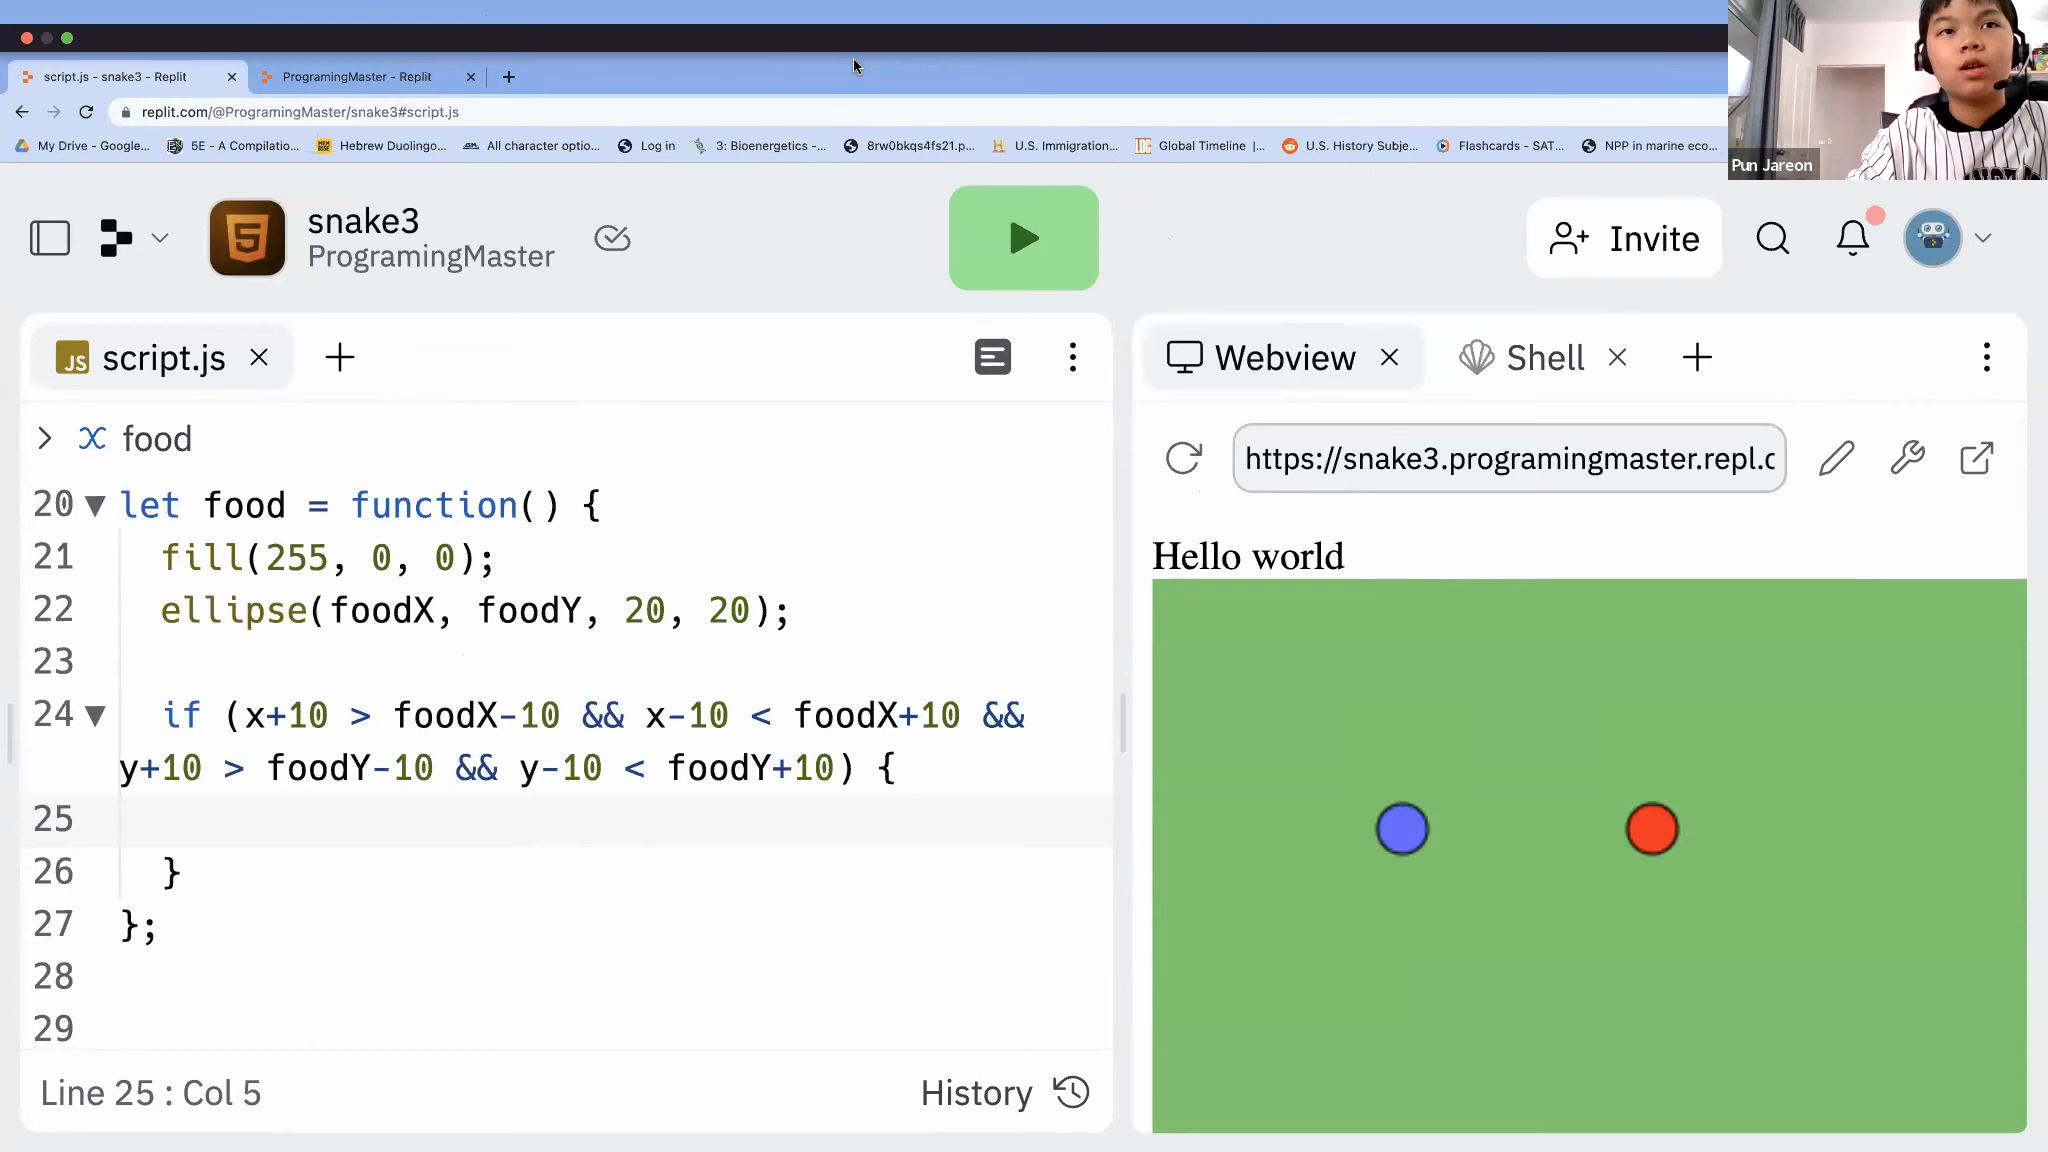 script.js - snake3 - Replit
ProgramingMaster - Replit
replit.com/@ProgramingMaster/snake3#script.js
My Drive - Google...
5E - A Compilatio...
Hebrew Duolingo...
All character optio...
Log in
3: Bioenergetics -...
8rw0bkqs4fs21.p...
U.S. Immigration...
Global Timeline |...
U.S. History Subje...
Flashcards - SAT...
NPP in marine eco...
Pun Jareon
snake3
ProgramingMaster
Invite
JS script.js
Webview
Shell
food
https://snake3.programingmaster.repl.c
20 let food = function() {
21 fill(255, 0, 0);
22 ellipse(foodX, foodY, 20, 20);
23
24 if (x+10 > foodX-10 && x-10 < foodX+10 &&
y+10 > foodY-10 && y-10 < foodY+10) {
25
26 }
27 };
28
29
Hello world
Line 25 : Col 5
History